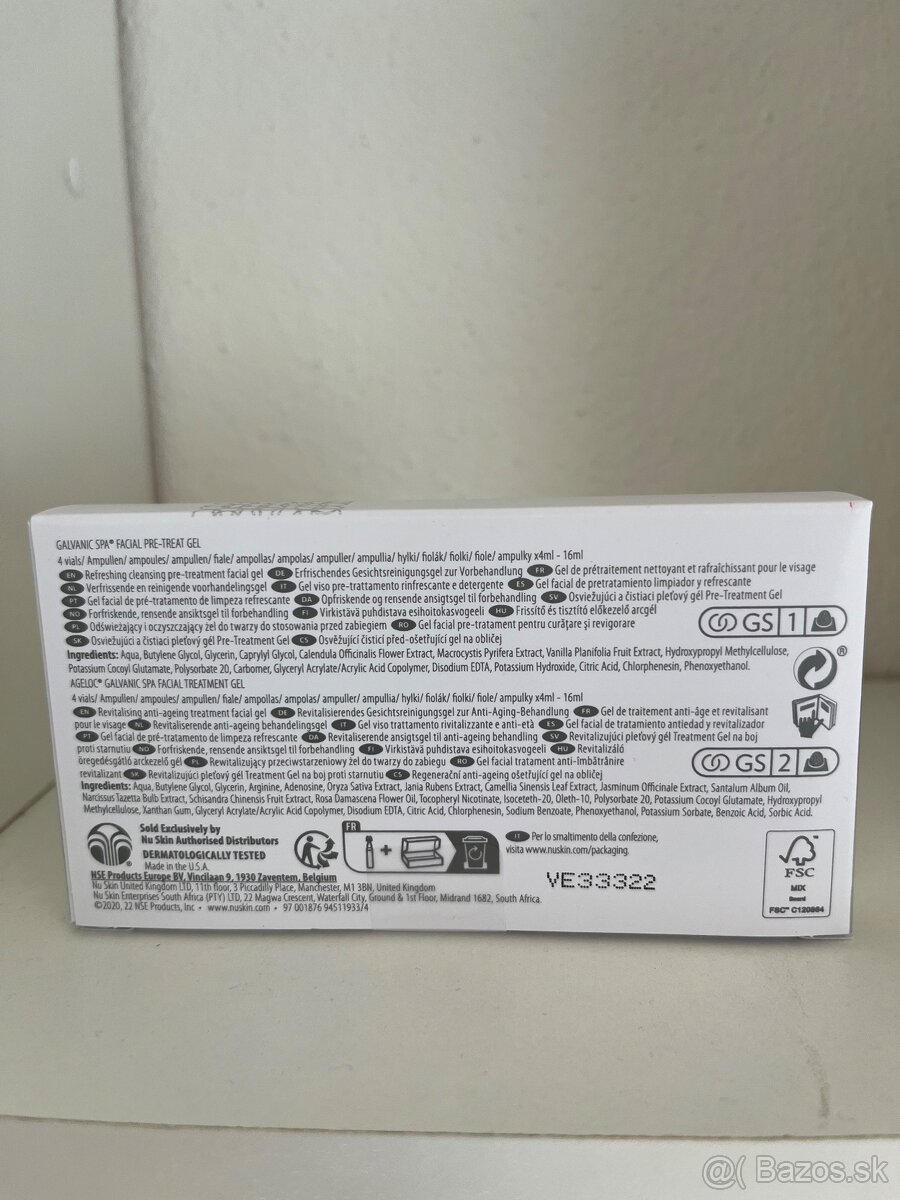 GALVANIC SPA® FACIAL PRE-TREAT GEL
4 vials/ Ampullen/ ampoules/ ampullen/ fiale/ ampollas/ ampolas/ ampuller/ ampullia/ hylki/ fiolák/ fiolki/ fiole/ ampulky x4ml - 16ml
EN Refreshing cleansing pre-treatment facial gel DE Erfrischendes Gesichtsreinigungsgel zur Vorbehandlung FR Gel de prétraitement nettoyant et rafraîchissant pour le visage
NL Verfrissende en reinigende voorhandelingsgel IT Gel viso pre-trattamento rinfrescante e detergente ES Gel facial de pretratamiento limpiador y refrescante
PT Gel facial de pré-tratamento de limpeza refrescante DA Opfriskende og rensende ansigtsgel til forbehandling SV Osviežujúci a čistiaci pleťový gél Pre-Treatment Gel
NO Forfriskende, rensende ansiktsgel til forbehandling FI Virkistävä puhdistava esihoitokasvogeeli HU Frissítő és tisztító előkezelő arcgél
PL Odświeżający i oczyszczający żel do twarzy do stosowania przed zabiegiem RO Gel facial pre-tratament pentru curăţare şi revigorare
SK Osviežujúci a čistiaci pleťový gél Pre-Treatment Gel CS Osvěžující čisticí před-ošetřující gel na obličej
GS 1
Ingredients: Aqua, Butylene Glycol, Glycerin, Caprylyl Glycol, Calendula Officinalis Flower Extract, Macrocystis Pyrifera Extract, Vanilla Planifolia Fruit Extract, Hydroxypropyl Methylcellulose,
Potassium Cocoyl Glutamate, Polysorbate 20, Carbomer, Glyceryl Acrylate/Acrylic Acid Copolymer, Disodium EDTA, Potassium Hydroxide, Citric Acid, Chlorphenesin, Phenoxyethanol.
®
AGELOC® GALVANIC SPA FACIAL TREATMENT GEL
4 vials/ Ampullen/ ampoules/ ampullen/ fiale/ ampollas/ ampolas/ ampuller/ ampullia/ hylki/ fiolák/ fiolki/ fiole/ ampulky x4ml - 16ml
EN Revitalising anti-ageing treatment facial gel DE Revitalisierendes Gesichtsreinigungsgel zur Anti-Aging-Behandlung FR Gel de traitement anti-âge et revitalisant
pour le visage NL Revitaliserende anti-ageing behandelingsgel IT Gel viso trattamento rivitalizzante e anti-età ES Gel facial de tratamiento antiedad y revitalizador
PT Gel facial de pré-tratamento de limpeza refrescante DA Revitaliserende ansigtsgel til anti-ageing behandling SV Revitalizujúci pleťový gél Treatment Gel na boj
proti starnutiu NO Forfriskende, rensende ansiktsgel til forbehandling FI Virkistävä puhdistava esihoitokasvogeeli HU Revitalizáló
öregedésgátló arckezelő gél PL Rewitalizujący przeciwstarzeniowy żel do twarzy do zabiegu RO Gel facial tratament anti-îmbătrânire
revitalizant SK Revitalizujúci pleťový gél Treatment Gel na boj proti starnutiu CS Regenerační anti-ageing ošetřující gel na obličej
GS 2
Ingredients: Aqua, Butylene Glycol, Glycerin, Arginine, Adenosine, Oryza Sativa Extract, Jania Rubens Extract, Camellia Sinensis Leaf Extract, Jasminum Officinale Extract, Santalum Album Oil,
Narcissus Tazetta Bulb Extract, Schisandra Chinensis Fruit Extract, Rosa Damascena Flower Oil, Tocopheryl Nicotinate, Isoceteth-20, Oleth-10, Polysorbate 20, Potassium Cocoyl Glutamate, Hydroxypropyl
Methylcellulose, Xanthan Gum, Glyceryl Acrylate/Acrylic Acid Copolymer, Disodium EDTA, Citric Acid, Chlorphenesin, Sodium Benzoate, Phenoxyethanol, Potassium Sorbate, Benzoic Acid, Sorbic Acid.
Sold Exclusively by
Nu Skin Authorised Distributors
DERMATOLOGICALLY TESTED
Made in the U.S.A.
FR
+
IT Per lo smaltimento della confezione,
visita www.nuskin.com/packaging.
NSE Products Europe BV, Vinclaan 9, 1930 Zaventem, Belgium
Nu Skin United Kingdom LTD, 11th floor, 3 Piccadilly Place, Manchester, M1 3BN, United Kingdom
Nu Skin Enterprises South Africa (PTY) LTD, 22 Magwa Crescent, Waterfall City, Ground & 1st Floor, Midrand 1682, South Africa.
©2020, 22 NSE Products, Inc • www.nuskin.com • 97 001876 94511933/4
VE33322
FSC
MIX
Board
FSC™ C120884
@( Bazos.sk